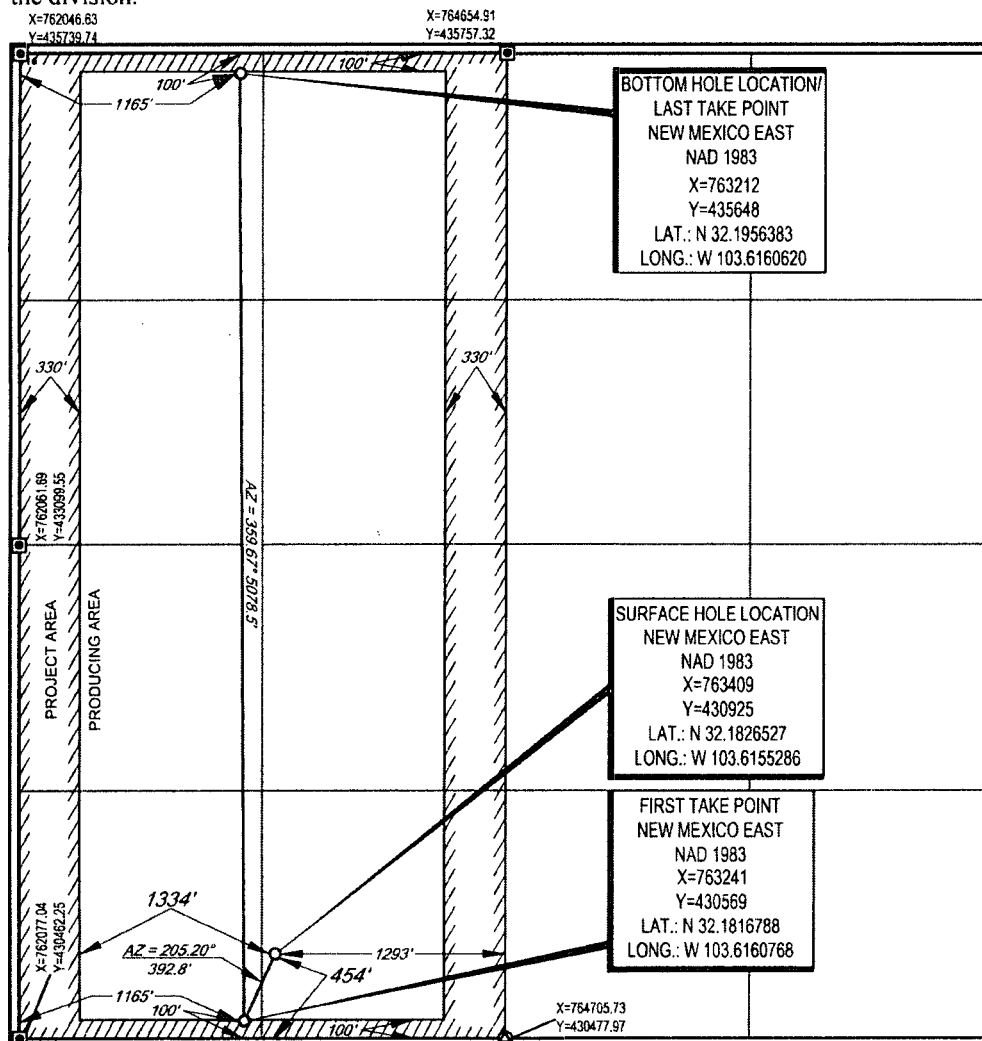 the division.
X=762046.63
Y=435739.74
X=764654.91
Y=435757.32
100'
100'
1165'
BOTTOM HOLE LOCATION/
LAST TAKE POINT
NEW MEXICO EAST
NAD 1983
X=763212
Y=435648
LAT.: N 32.1956383
LONG.: W 103.6160620
330'
330'
X=762061.69
Y=433099.55
AZ = 359.67° 5078.5'
PROJECT AREA
PRODUCING AREA
SURFACE HOLE LOCATION
NEW MEXICO EAST
NAD 1983
X=763409
Y=430925
LAT.: N 32.1826527
LONG.: W 103.6155286
FIRST TAKE POINT
NEW MEXICO EAST
NAD 1983
X=763241
Y=430569
LAT.: N 32.1816788
LONG.: W 103.6160768
1334'
X=762077.04
Y=430462.25
AZ = 205.20°
392.8'
1293'
454'
1165'
100'
100'
X=764705.73
Y=430477.97